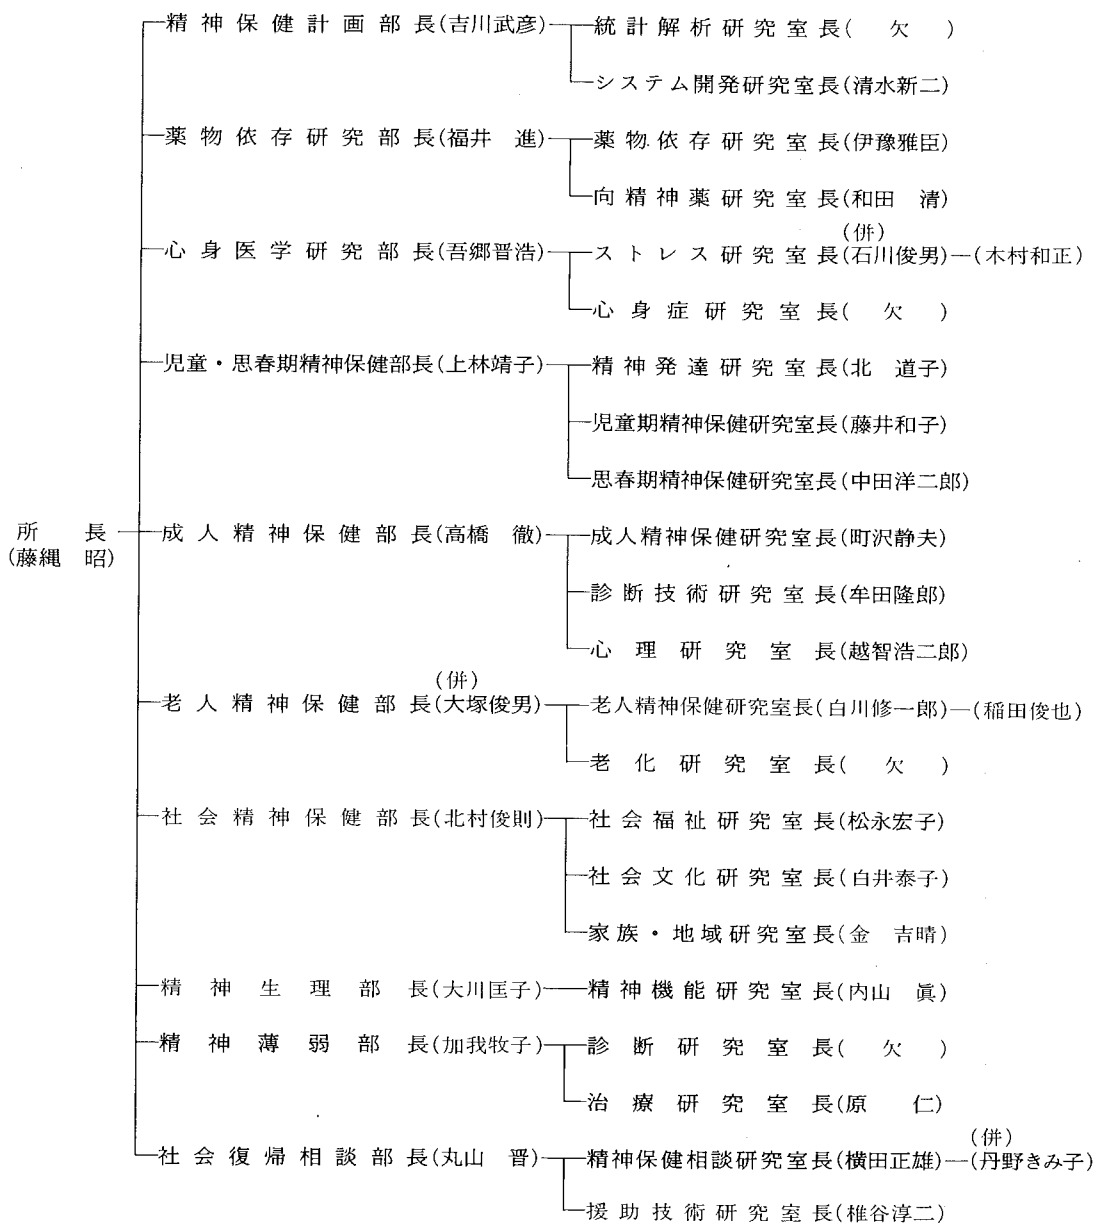 精神保健計画部長(吉川武彦) 統計解析研究室長(　欠　)
システム開発研究室長(清水新二)
薬物依存研究部長(福井　進) 薬物依存研究室長(伊豫雅臣)
向精神薬研究室長(和田　清)
(併)
心身医学研究部長(吾郷晋浩) ストレス研究室長(石川俊男)―(木村和正)
心身症研究室長(　欠　)
児童・思春期精神保健部長(上林靖子) 精神発達研究室長(北　道子)
児童期精神保健研究室長(藤井和子)
思春期精神保健研究室長(中田洋二郎)
所　長 成人精神保健部長(高橋　徹) 成人精神保健研究室長(町沢静夫)
(藤縄　昭)
診断技術研究室長(牟田隆郎)
心理研究室長(越智浩二郎)
(併)
老人精神保健部長(大塚俊男) 老人精神保健研究室長(白川修一郎)―(稲田俊也)
老化研究室長(　欠　)
社会精神保健部長(北村俊則) 社会福祉研究室長(松永宏子)
社会文化研究室長(白井泰子)
家族・地域研究室長(金　吉晴)
精神生理部長(大川匡子) 精神機能研究室長(内山　眞)
精神薄弱部長(加我牧子) 診断研究室長(　欠　)
治療研究室長(原　仁)
(併)
社会復帰相談部長(丸山　晋) 精神保健相談研究室長(横田正雄)―(丹野きみ子)
援助技術研究室長(椎谷淳二)